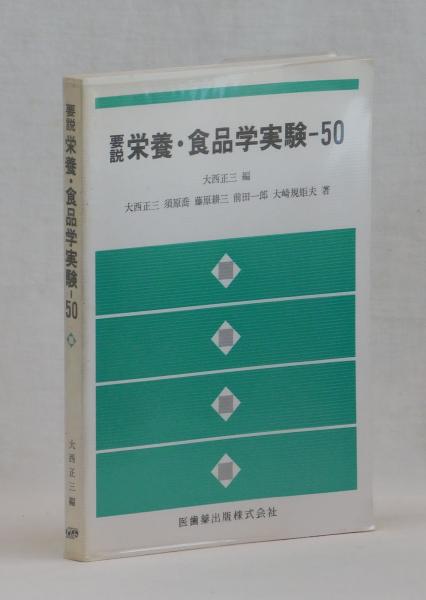 要説 栄養・食品学実験-50
大西正三 編
大西正三 須原喬 藤原耕三 前田一郎 大崎規矩夫 著
医歯薬出版株式会社
要説 栄養・食品学実験-50
大西正三 編